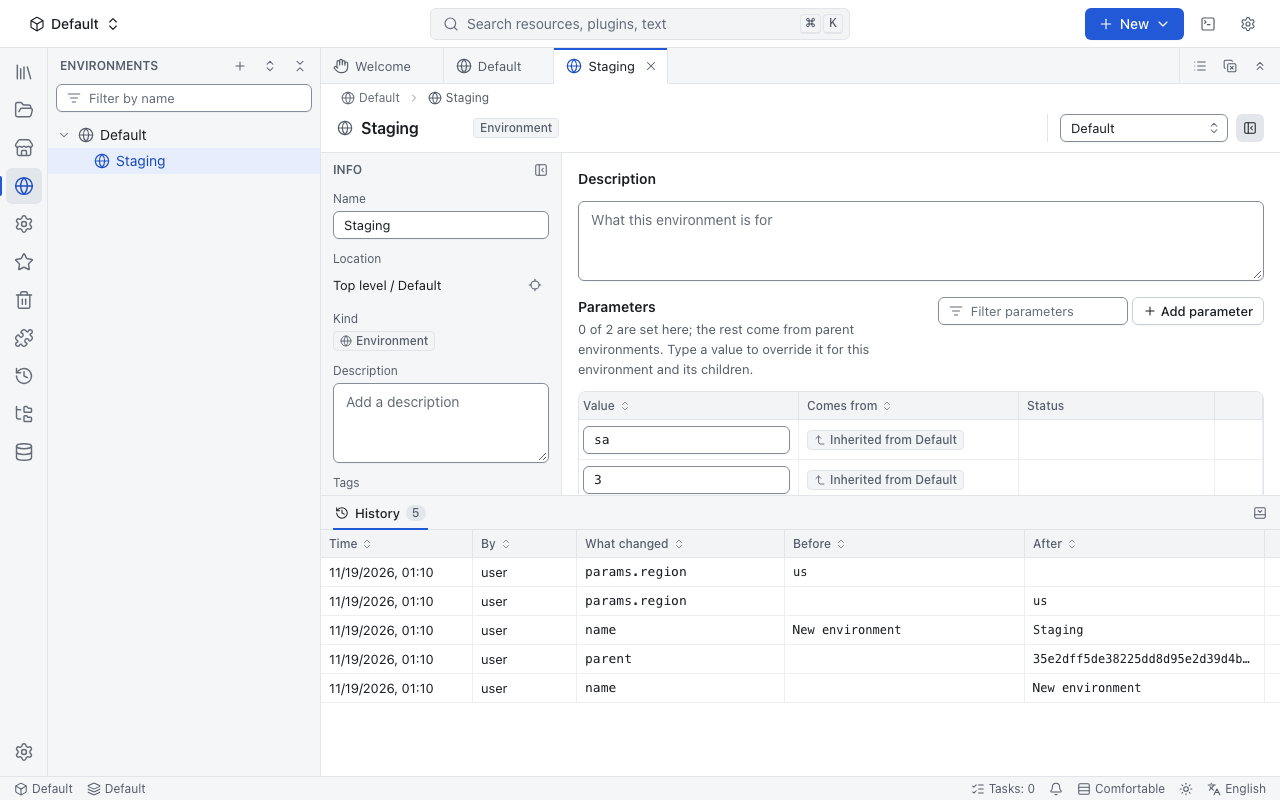 Default
Search resources, plugins, text
⌘ K
New
ENVIRONMENTS
Filter by name
Default
Staging
Welcome
Default
Staging
Default
Staging
Staging
Environment
Default
INFO
Name
Staging
Location
Top level / Default
Kind
Environment
Description
Add a description
Tags
Description
What this environment is for
Parameters
0 of 2 are set here; the rest come from parent
environments. Type a value to override it for this
environment and its children.
Filter parameters
Add parameter
Value Comes from Status
sa Inherited from Default
3 Inherited from Default
History 5
Time By What changed Before After
11/19/2026, 01:10 user params.region us
11/19/2026, 01:10 user params.region us
11/19/2026, 01:10 user name New environment Staging
11/19/2026, 01:10 user parent 35e2dff5de38225dd8d95e2d39d4b…
11/19/2026, 01:10 user name New environment
Default Default Tasks: 0 Comfortable English